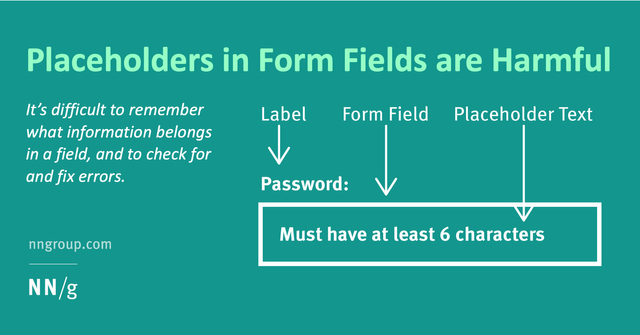 Placeholders in Form Fields are Harmful
It’s difficult to remember
what information belongs
in a field, and to check for
and fix errors.
nngroup.com
NN/g
Label Form Field Placeholder Text
Password:
Must have at least 6 characters